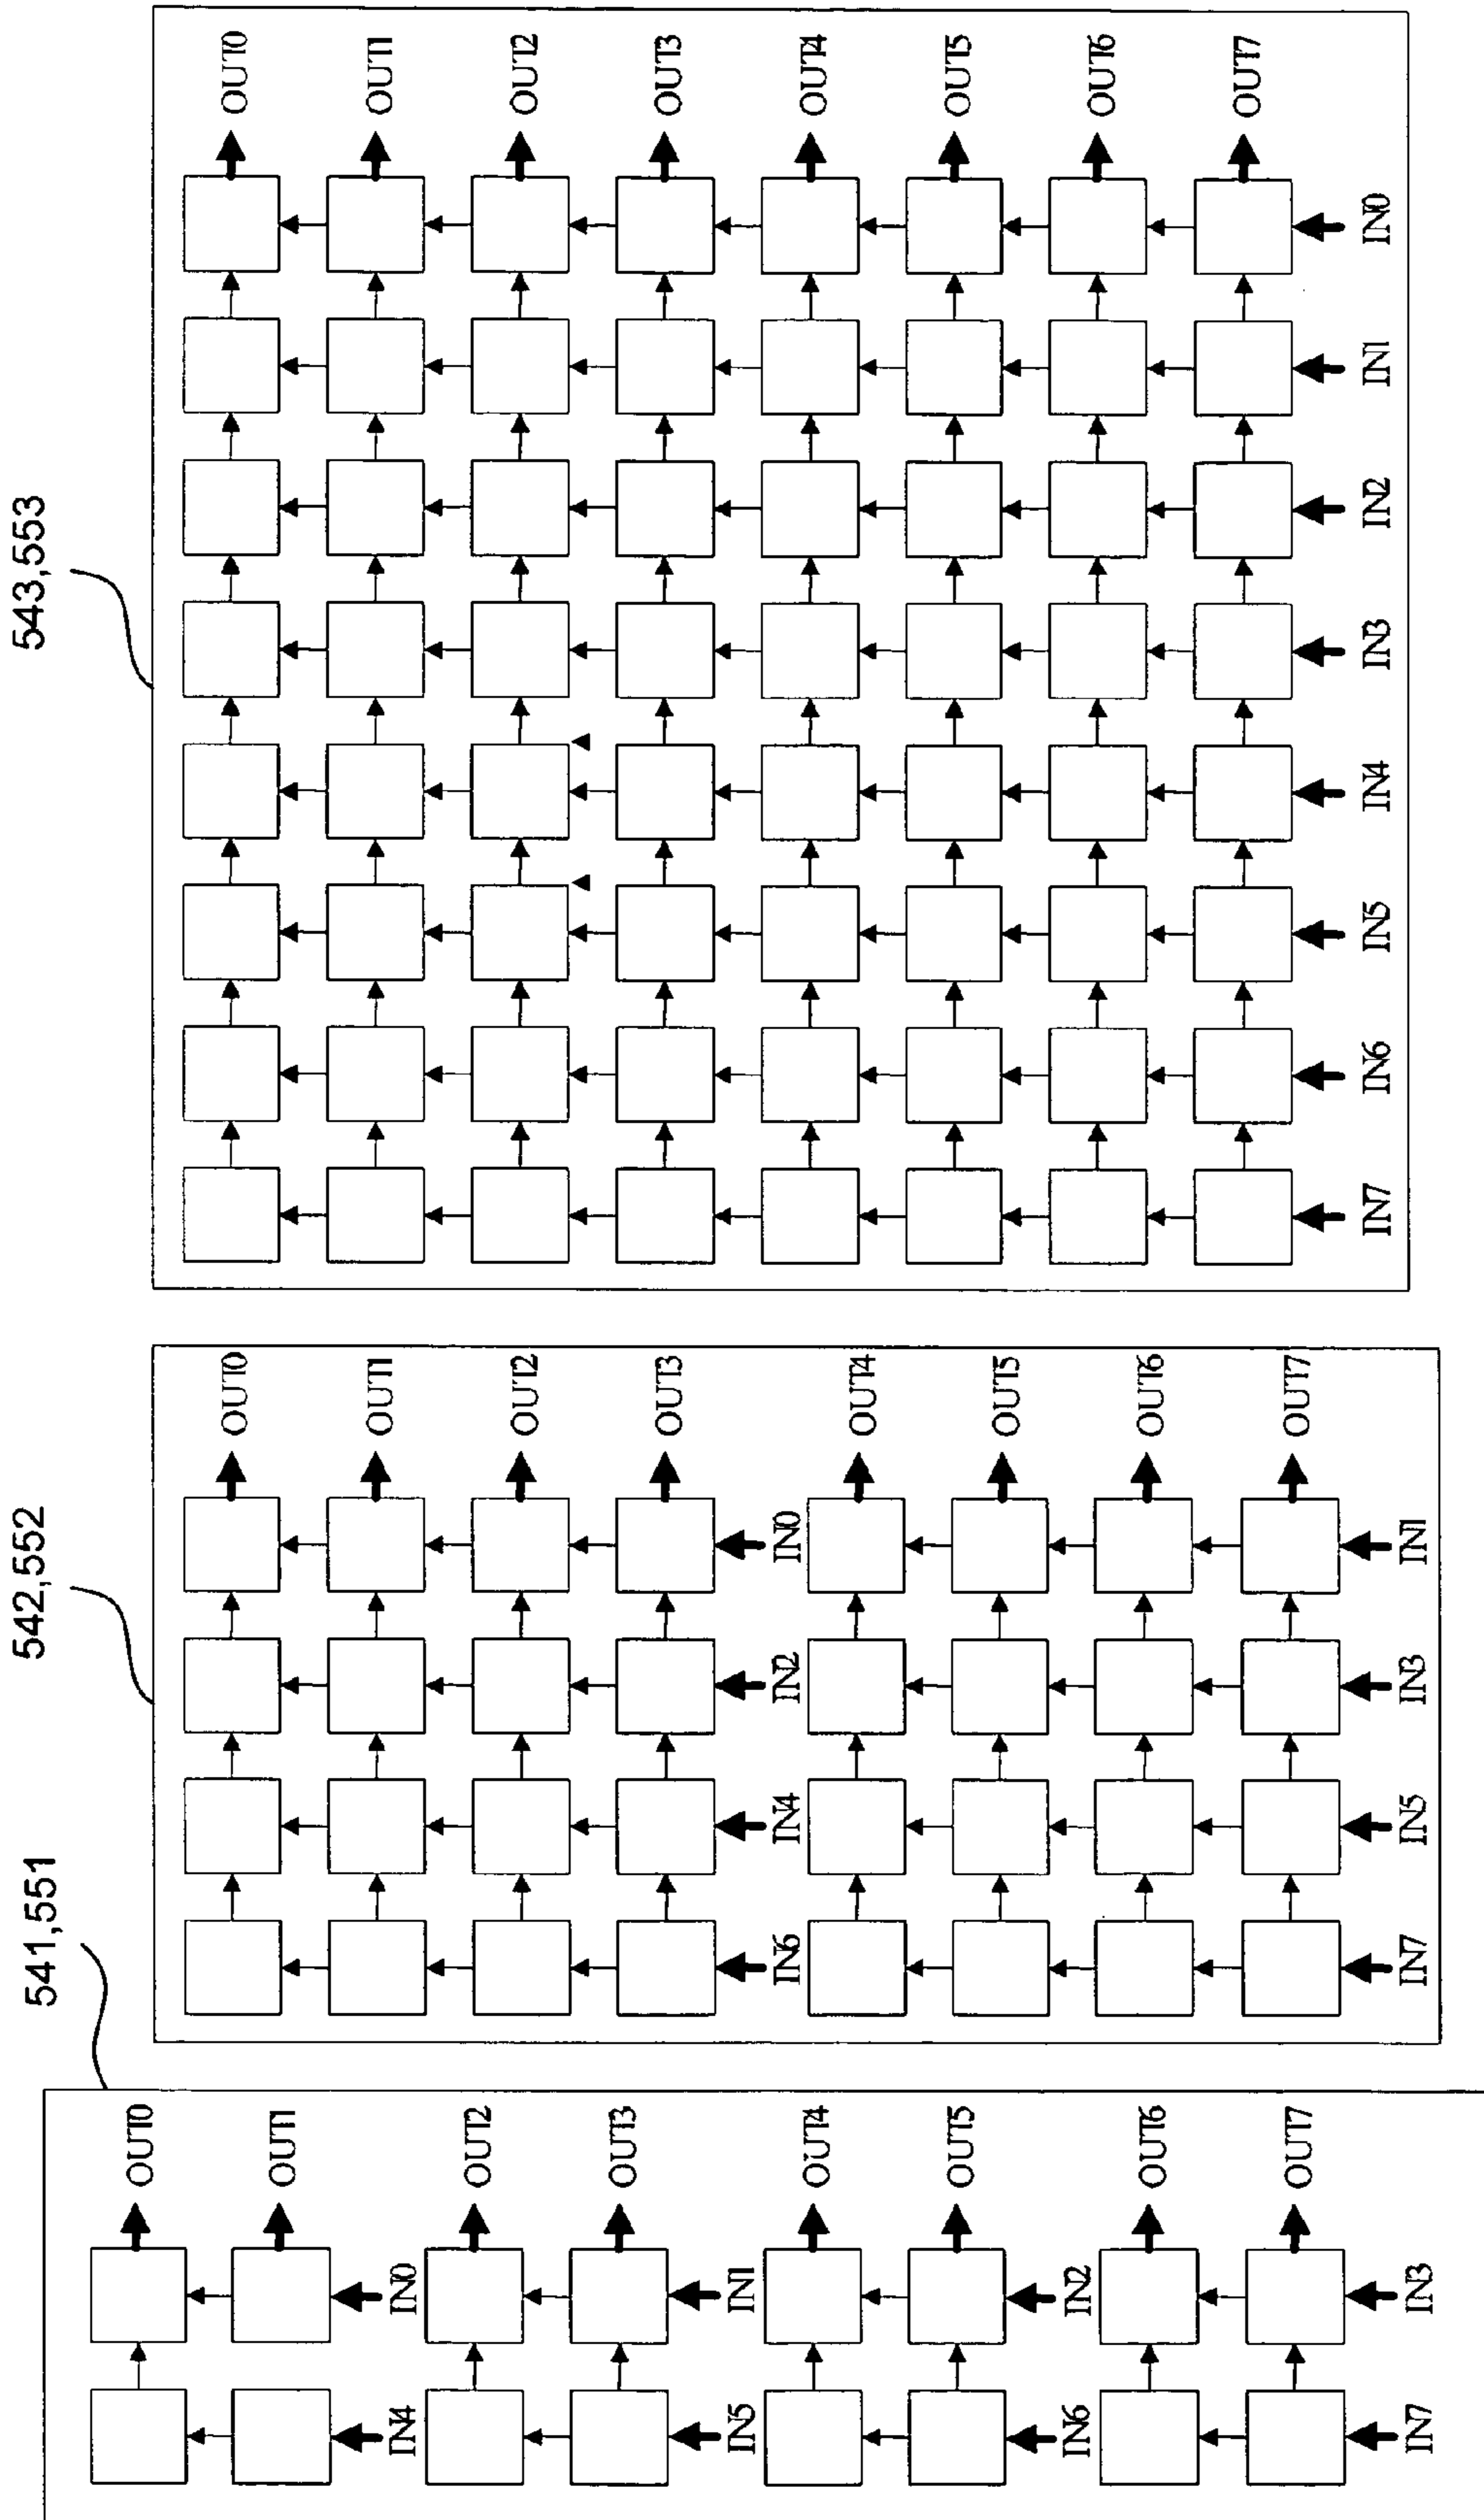 541,551
OUT0
OUT1
IN4 IN0
OUT2
OUT3
IN5 IN1
OUT4
OUT5
IN6 IN2
OUT6
OUT7
IN7 IN3
542,552
OUT0
OUT1
OUT2
OUT3
IN6 IN4 IN2 IN0
OUT4
OUT5
OUT6
OUT7
IN7 IN5 IN3 IN1
543,553
OUT0
OUT1
OUT2
OUT3
OUT4
OUT5
OUT6
OUT7
IN7 IN6 IN5 IN4 IN3 IN2 IN1 IN0